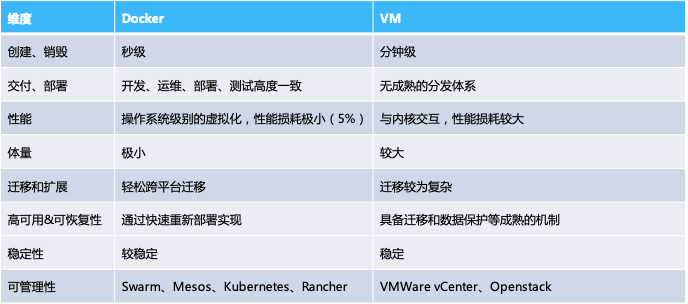 维度 Docker VM
创建、销毁 秒级 分钟级
交付、部署 开发、运维、部署、测试高度一致 无成熟的分发体系
性能 操作系统级别的虚拟化，性能损耗极小（5%） 与内核交互，性能损耗较大
体量 极小 较大
迁移和扩展 轻松跨平台迁移 迁移较为复杂
高可用&可恢复性 通过快速重新部署实现 具备迁移和数据保护等成熟的机制
稳定性 较稳定 稳定
可管理性 Swarm、Mesos、Kubernetes、Rancher VMWare vCenter、Openstack